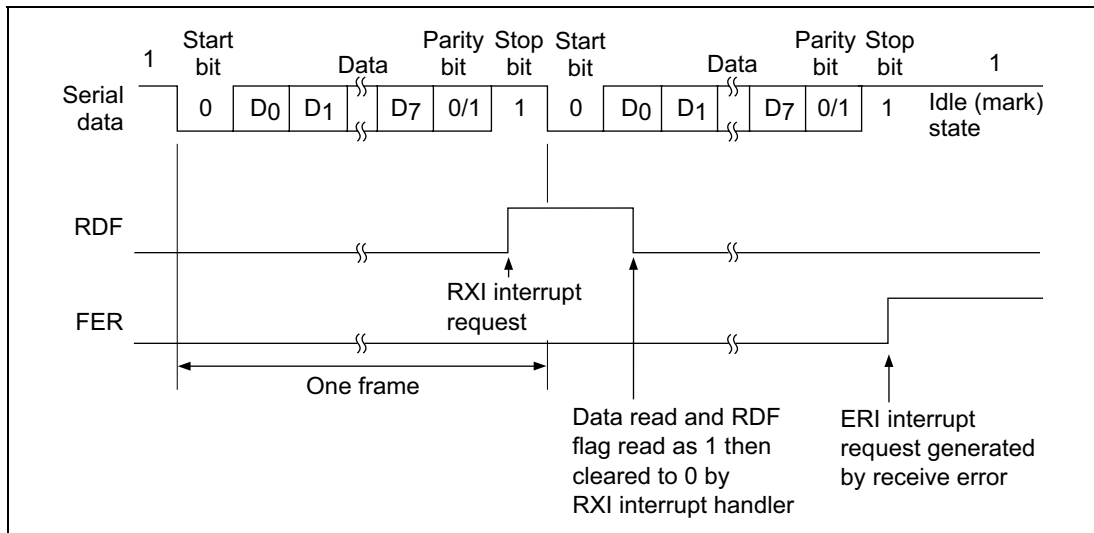 1
Start bit
Data
Parity bit
Stop bit
Start bit
Data
Parity bit
Stop bit
1
Serial data
0
D0
D1
D7
0/1
1
0
D0
D1
D7
0/1
1
Idle (mark) state
RDF
RXI interrupt
request
FER
One frame
Data read and RDF
flag read as 1 then
cleared to 0 by
RXI interrupt handler
ERI interrupt
request generated
by receive error